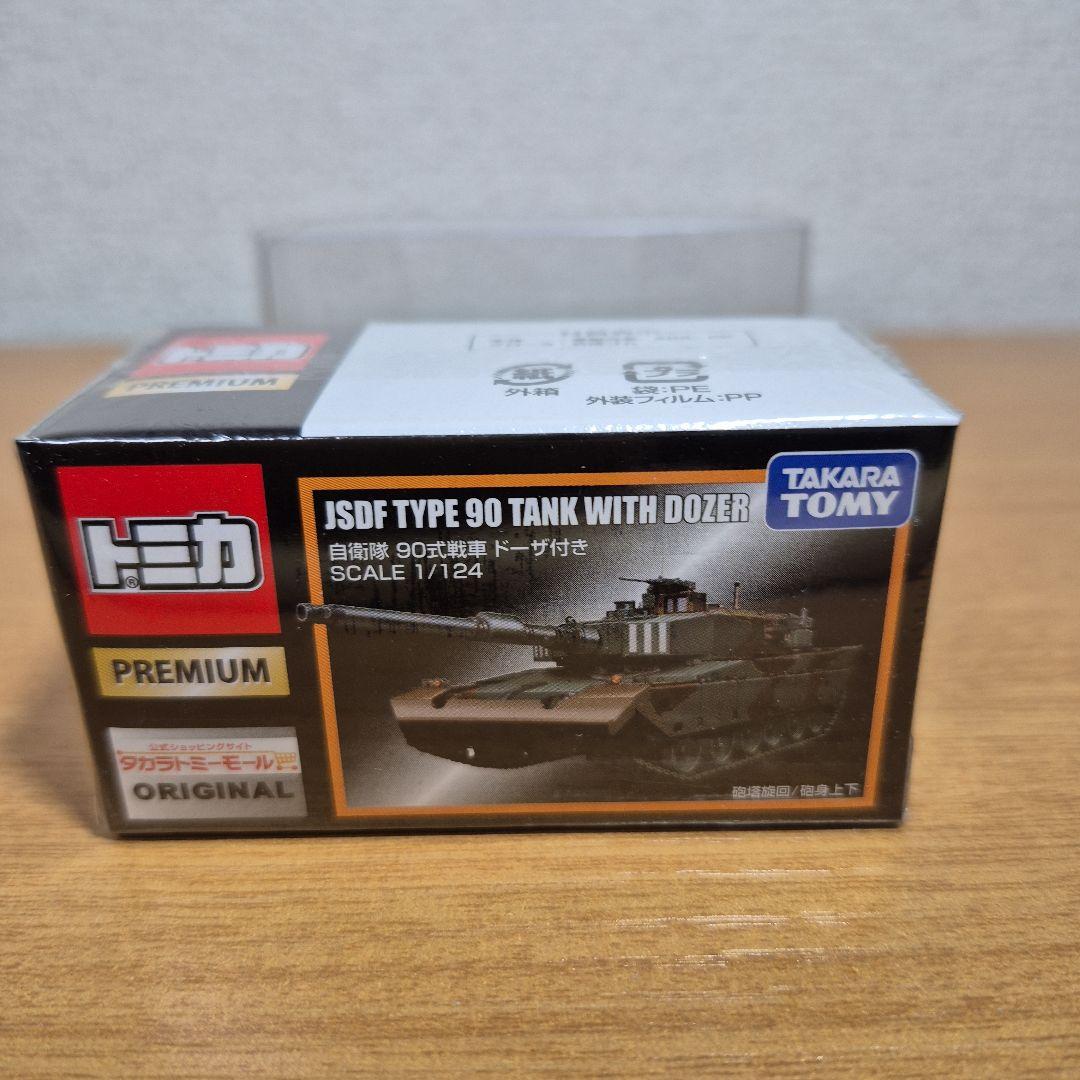 トミカ
PREMIUM
紙
外箱
プラ
袋:PE
外装フィルム:PP
トミカ®
PREMIUM
公式ショッピングサイト
タカラトミーモール
ORIGINAL
JSDF TYPE 90 TANK WITH DOZER
自衛隊 90式戦車 ドーザ付き
SCALE 1/124
TAKARA
TOMY
砲塔旋回/砲身上下